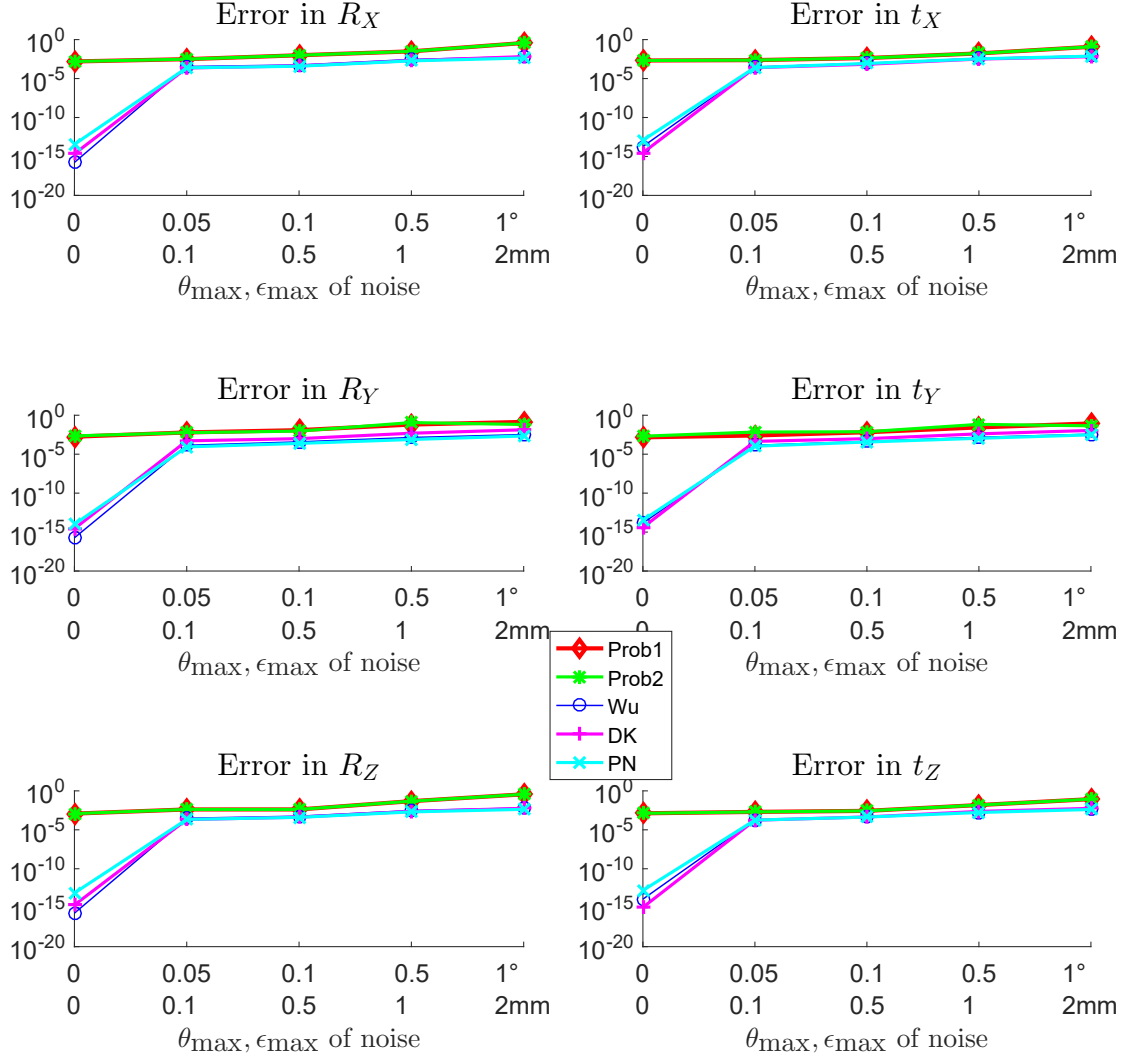 Error in R_X
10^0
10^-5
10^-10
10^-15
10^-20
0 0.05 0.1 0.5 1°
0 0.1 0.5 1 2mm
θ_max, ϵ_max of noise
Error in t_X
10^0
10^-5
10^-10
10^-15
10^-20
0 0.05 0.1 0.5 1°
0 0.1 0.5 1 2mm
θ_max, ϵ_max of noise
Error in R_Y
10^0
10^-5
10^-10
10^-15
10^-20
0 0.05 0.1 0.5 1°
0 0.1 0.5 1 2mm
θ_max, ϵ_max of noise
Error in t_Y
10^0
10^-5
10^-10
10^-15
10^-20
0 0.05 0.1 0.5 1°
0 0.1 0.5 1 2mm
θ_max, ϵ_max of noise
Prob1
Prob2
Wu
DK
PN
Error in R_Z
10^0
10^-5
10^-10
10^-15
10^-20
0 0.05 0.1 0.5 1°
0 0.1 0.5 1 2mm
θ_max, ϵ_max of noise
Error in t_Z
10^0
10^-5
10^-10
10^-15
10^-20
0 0.05 0.1 0.5 1°
0 0.1 0.5 1 2mm
θ_max, ϵ_max of noise